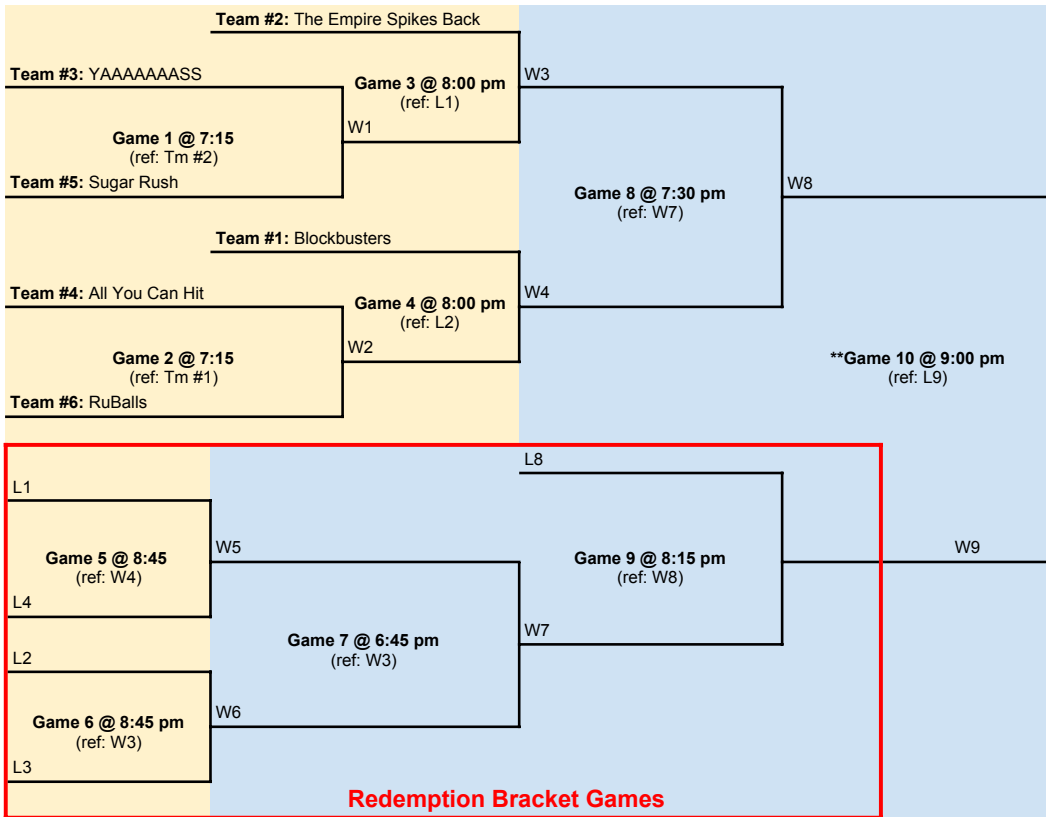 Team #2: The Empire Spikes Back
Team #3: YAAAAAAASS
Game 3 @ 8:00 pm
(ref: L1)
W3
Game 1 @ 7:15
(ref: Tm #2)
W1
Team #5: Sugar Rush
Game 8 @ 7:30 pm
(ref: W7)
W8
Team #1: Blockbusters
Team #4: All You Can Hit
Game 4 @ 8:00 pm
(ref: L2)
W4
Game 2 @ 7:15
(ref: Tm #1)
W2
**Game 10 @ 9:00 pm
(ref: L9)
Team #6: RuBalls
L8
L1
Game 5 @ 8:45
(ref: W4)
W5
Game 9 @ 8:15 pm
(ref: W8)
W9
L4
Game 7 @ 6:45 pm
(ref: W3)
W7
L2
Game 6 @ 8:45 pm
(ref: W3)
W6
L3
Redemption Bracket Games